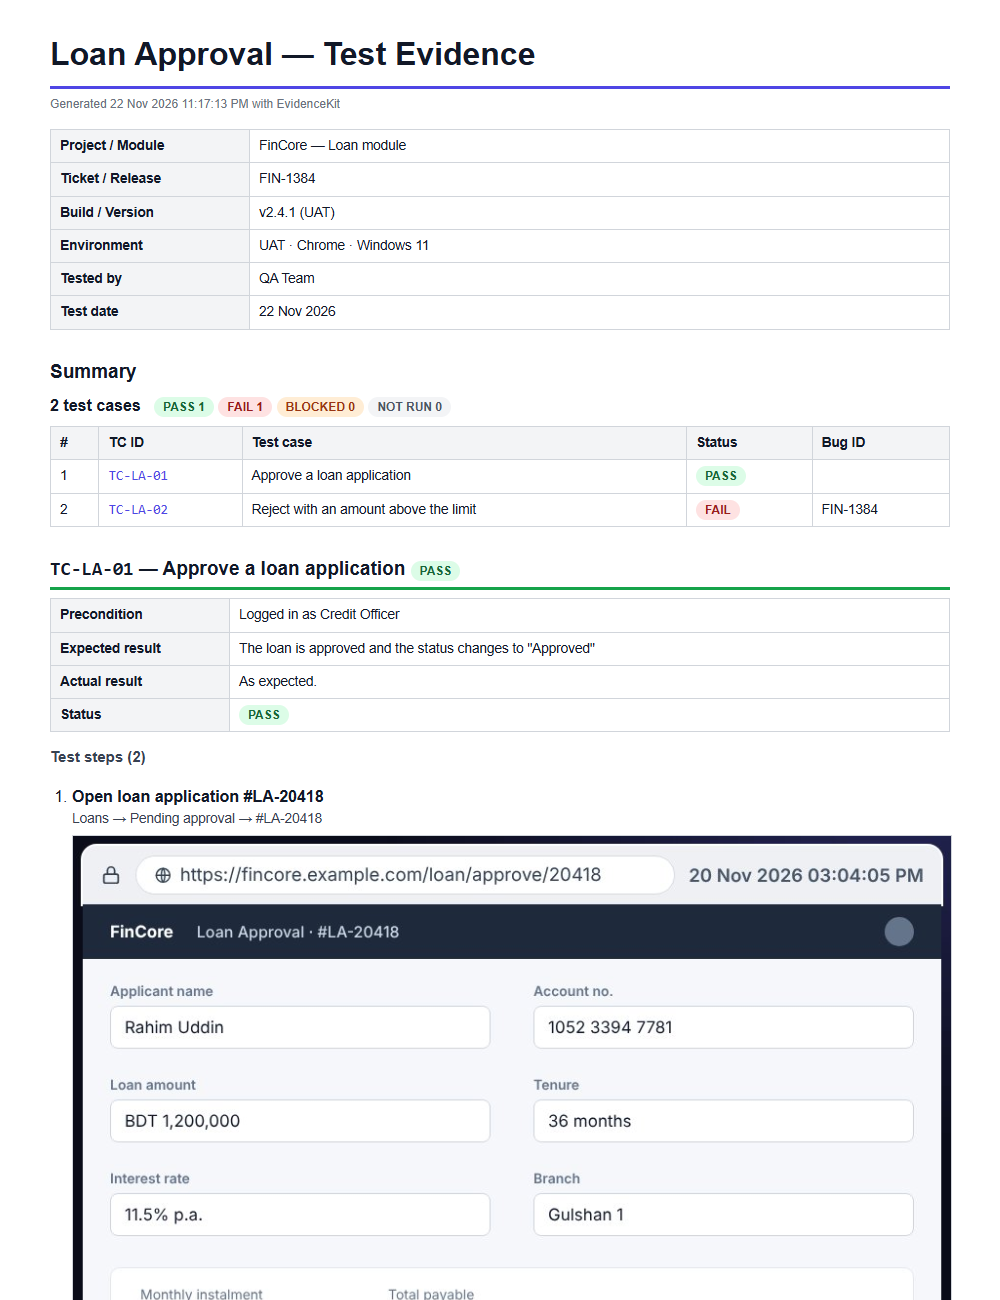 Loan Approval — Test Evidence
Generated 22 Nov 2026 11:17:13 PM with EvidenceKit
Project / Module FinCore — Loan module
Ticket / Release FIN-1384
Build / Version v2.4.1 (UAT)
Environment UAT · Chrome · Windows 11
Tested by QA Team
Test date 22 Nov 2026
Summary
2 test cases PASS 1 FAIL 1 BLOCKED 0 NOT RUN 0
# TC ID Test case Status Bug ID
1 TC-LA-01 Approve a loan application PASS
2 TC-LA-02 Reject with an amount above the limit FAIL FIN-1384
TC-LA-01 — Approve a loan application PASS
Precondition Logged in as Credit Officer
Expected result The loan is approved and the status changes to "Approved"
Actual result As expected.
Status PASS
Test steps (2)
1. Open loan application #LA-20418
Loans → Pending approval → #LA-20418
https://fincore.example.com/loan/approve/20418 20 Nov 2026 03:04:05 PM
FinCore Loan Approval · #LA-20418
Applicant name Account no.
Rahim Uddin 1052 3394 7781
Loan amount Tenure
BDT 1,200,000 36 months
Interest rate Branch
11.5% p.a. Gulshan 1
Monthly instalment Total payable